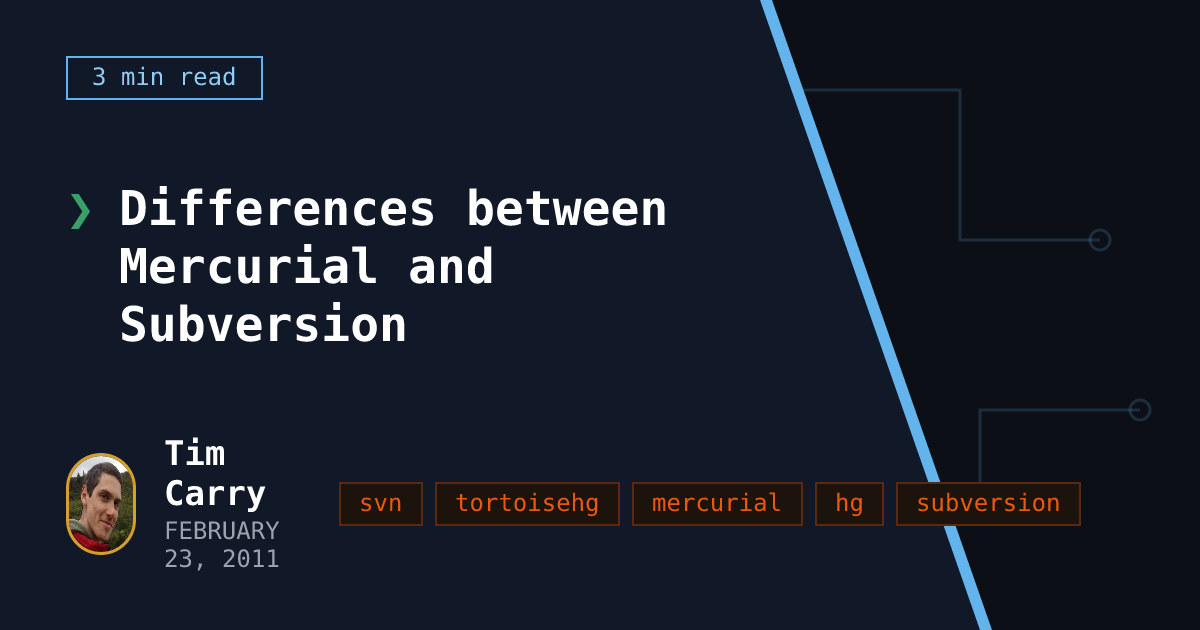 3 min read
❯ Differences between
Mercurial and
Subversion
Tim
Carry
FEBRUARY
23, 2011
svn tortoisehg mercurial hg subversion